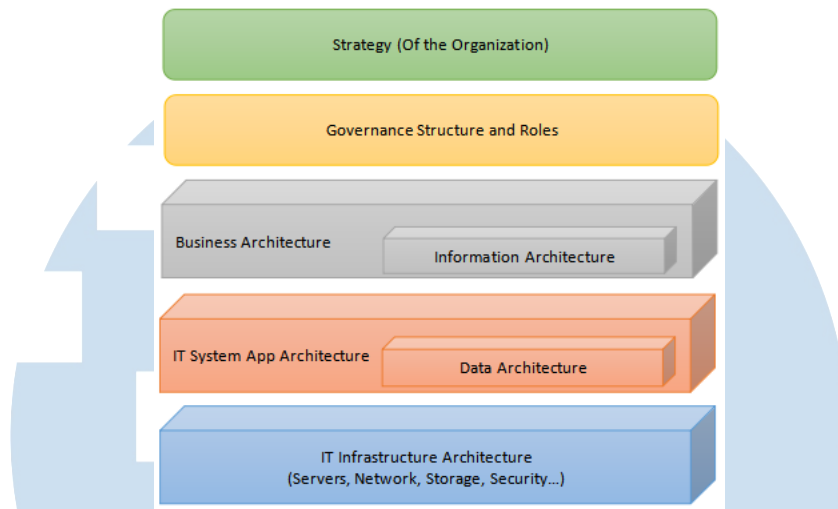 Strategy (Of the Organization)
Governance Structure and Roles
Business Architecture
Information Architecture
IT System App Architecture
Data Architecture
IT Infrastructure Architecture
(Servers, Network, Storage, Security...)